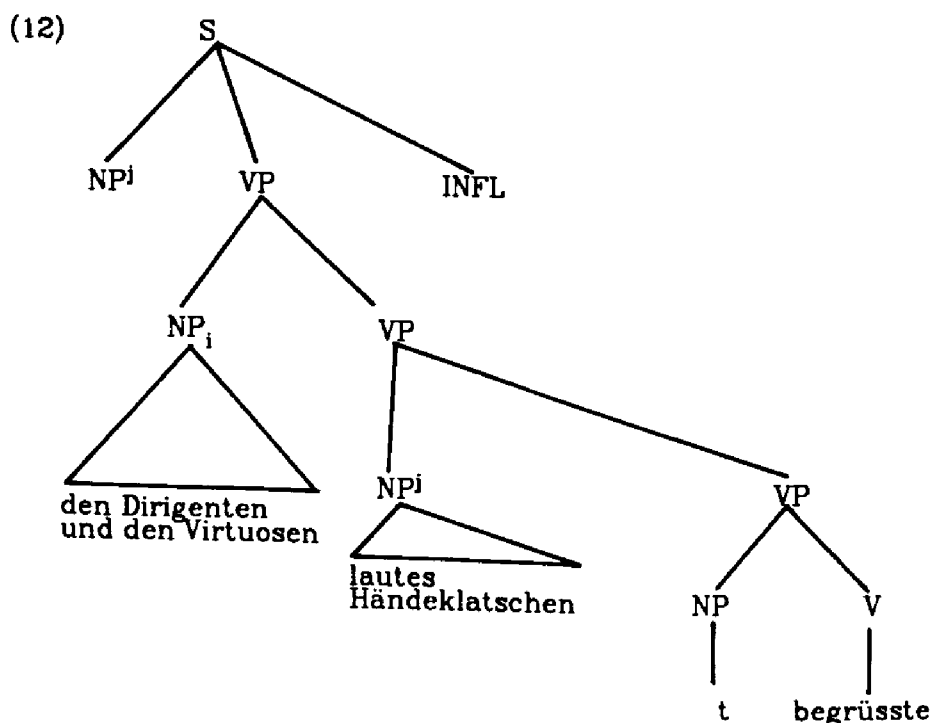 (12)
S
NPj VP INFL
NPi VP
den Dirigenten
und den Virtuosen
NPj VP
lautes
Händeklatschen
NP V
t begrüsste